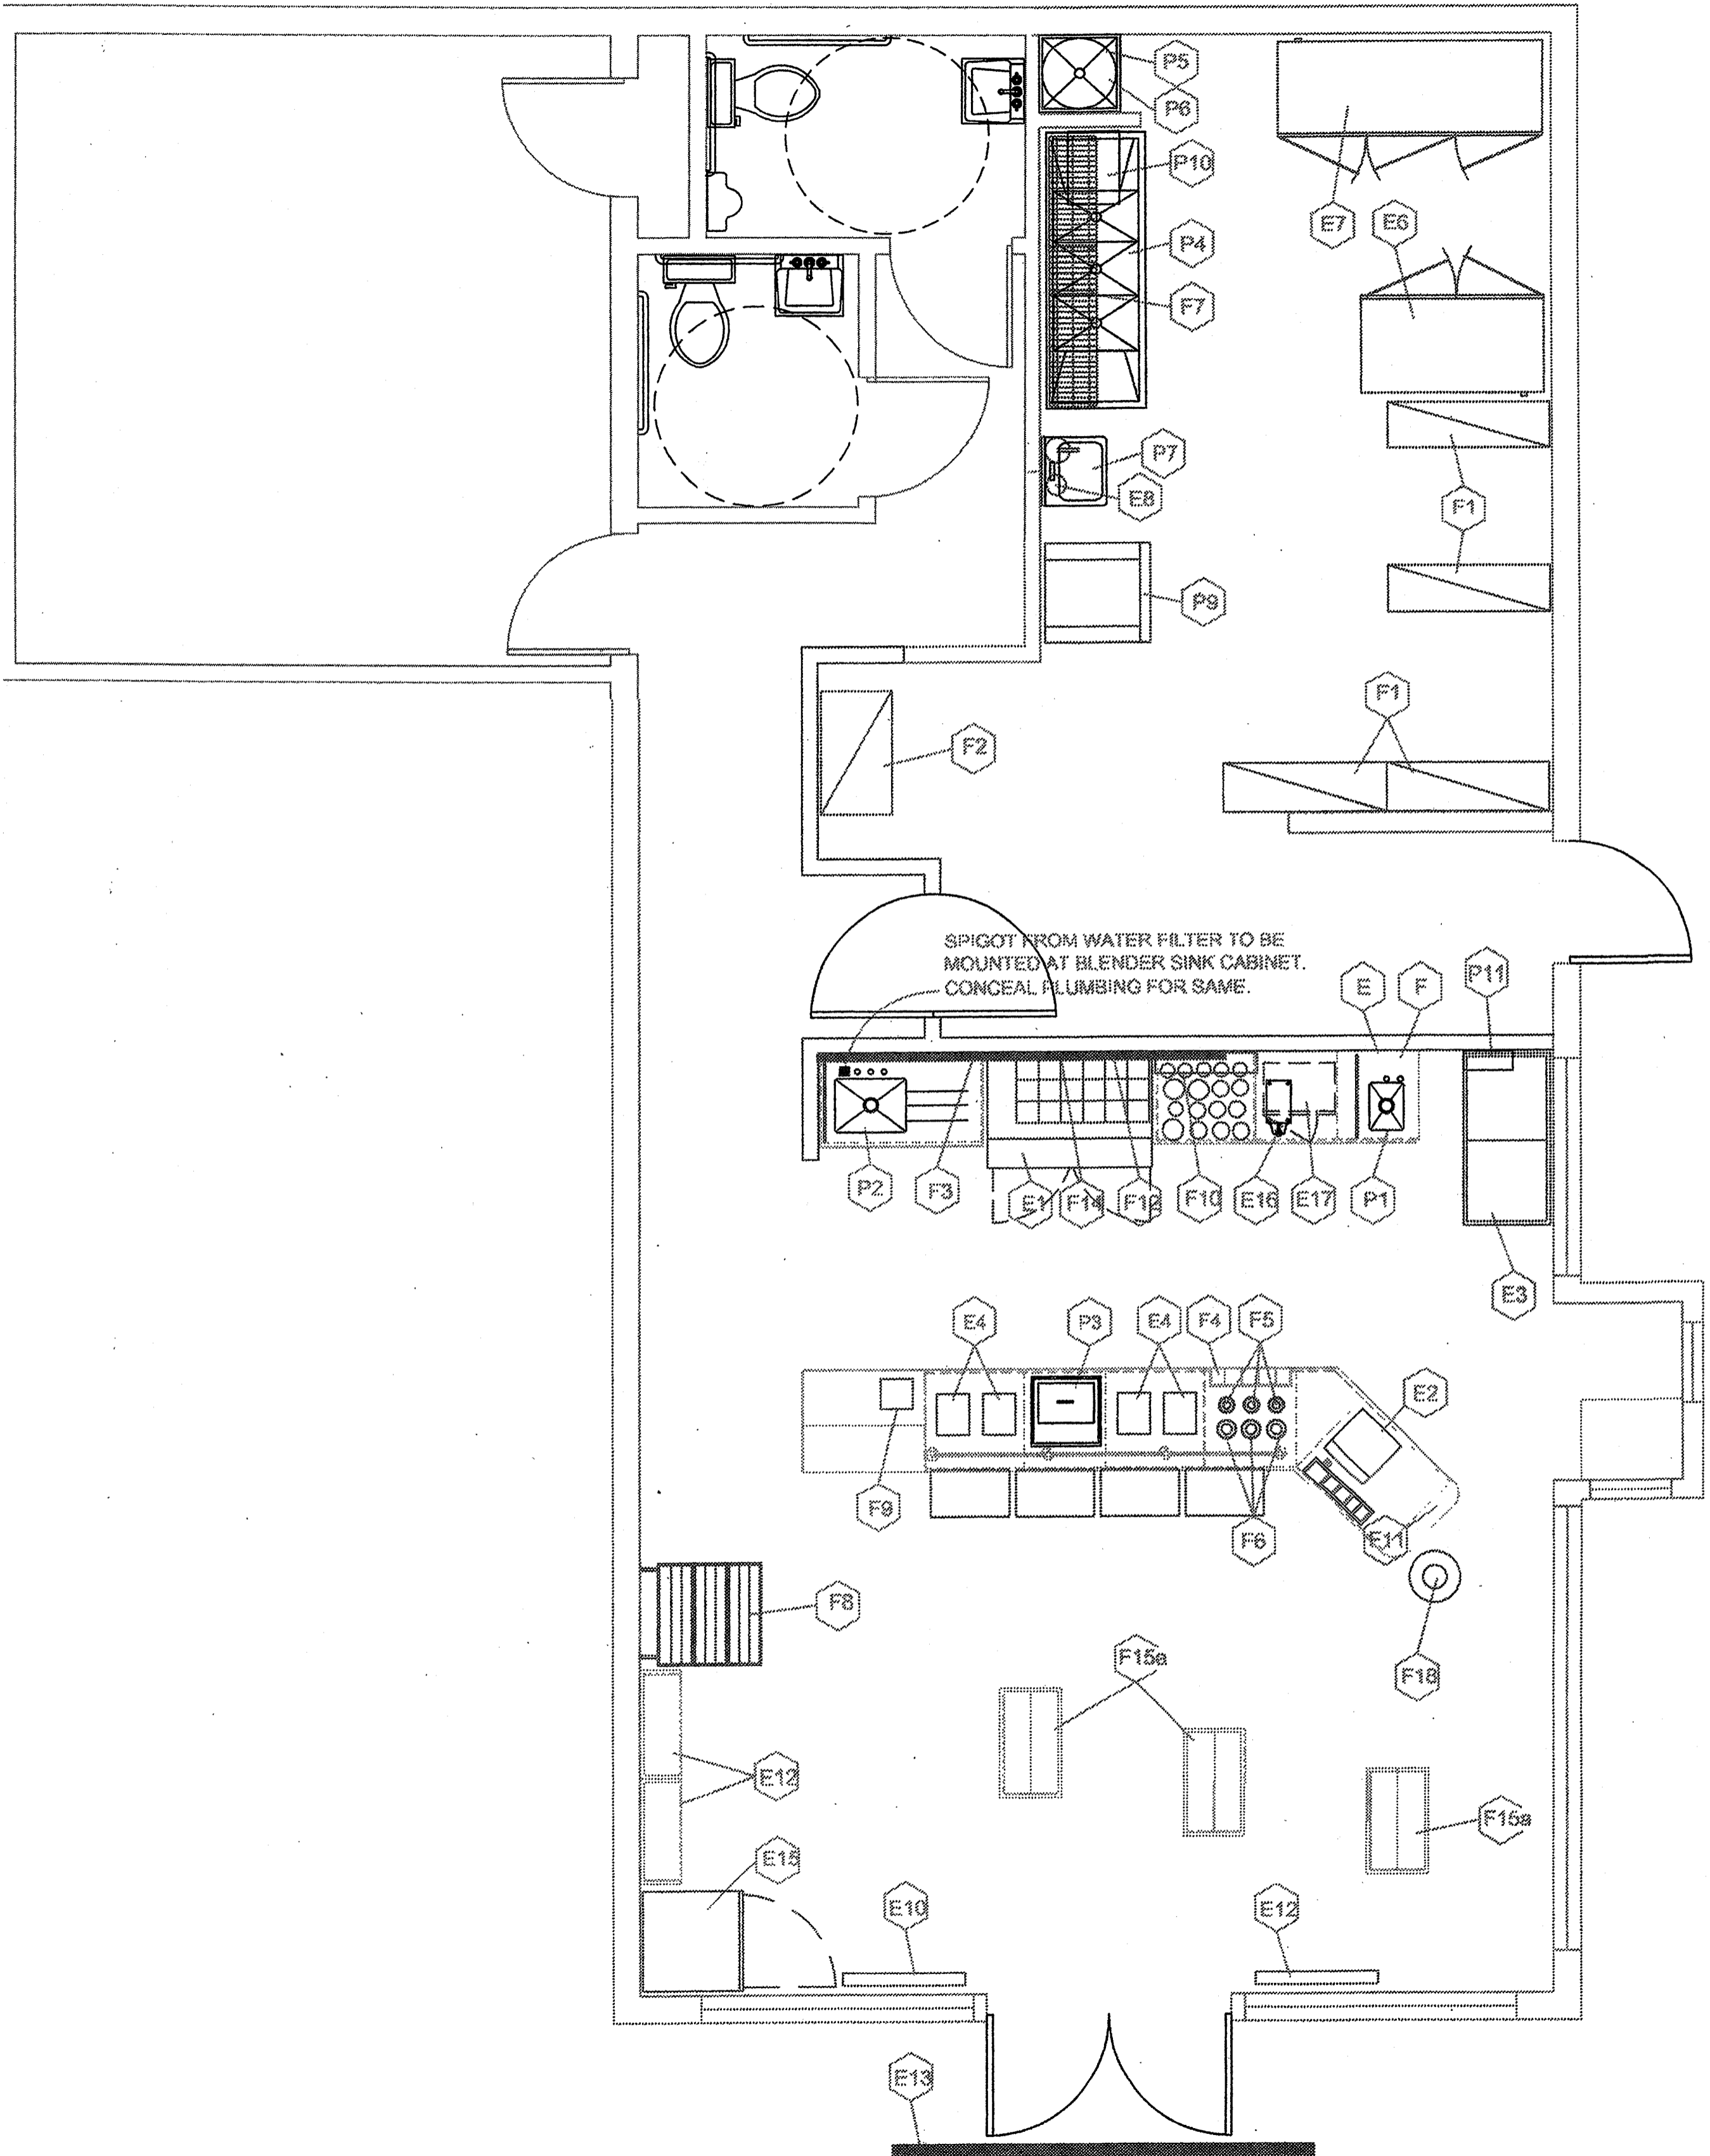 P5
P6
P10
E7
E6
P4
F7
P7
E8
F1
P9
F1
F2
SPIGOT FROM WATER FILTER TO BE
MOUNTED AT BLENDER SINK CABINET.
CONCEAL PLUMBING FOR SAME.
E
F
P11
P2
F3
E1
F14
F10
E16
E17
P1
E3
E4
P3
E4
F4
F5
E2
F9
F6
F8
F15a
F18
E12
F15a
E15
E10
E12
E13